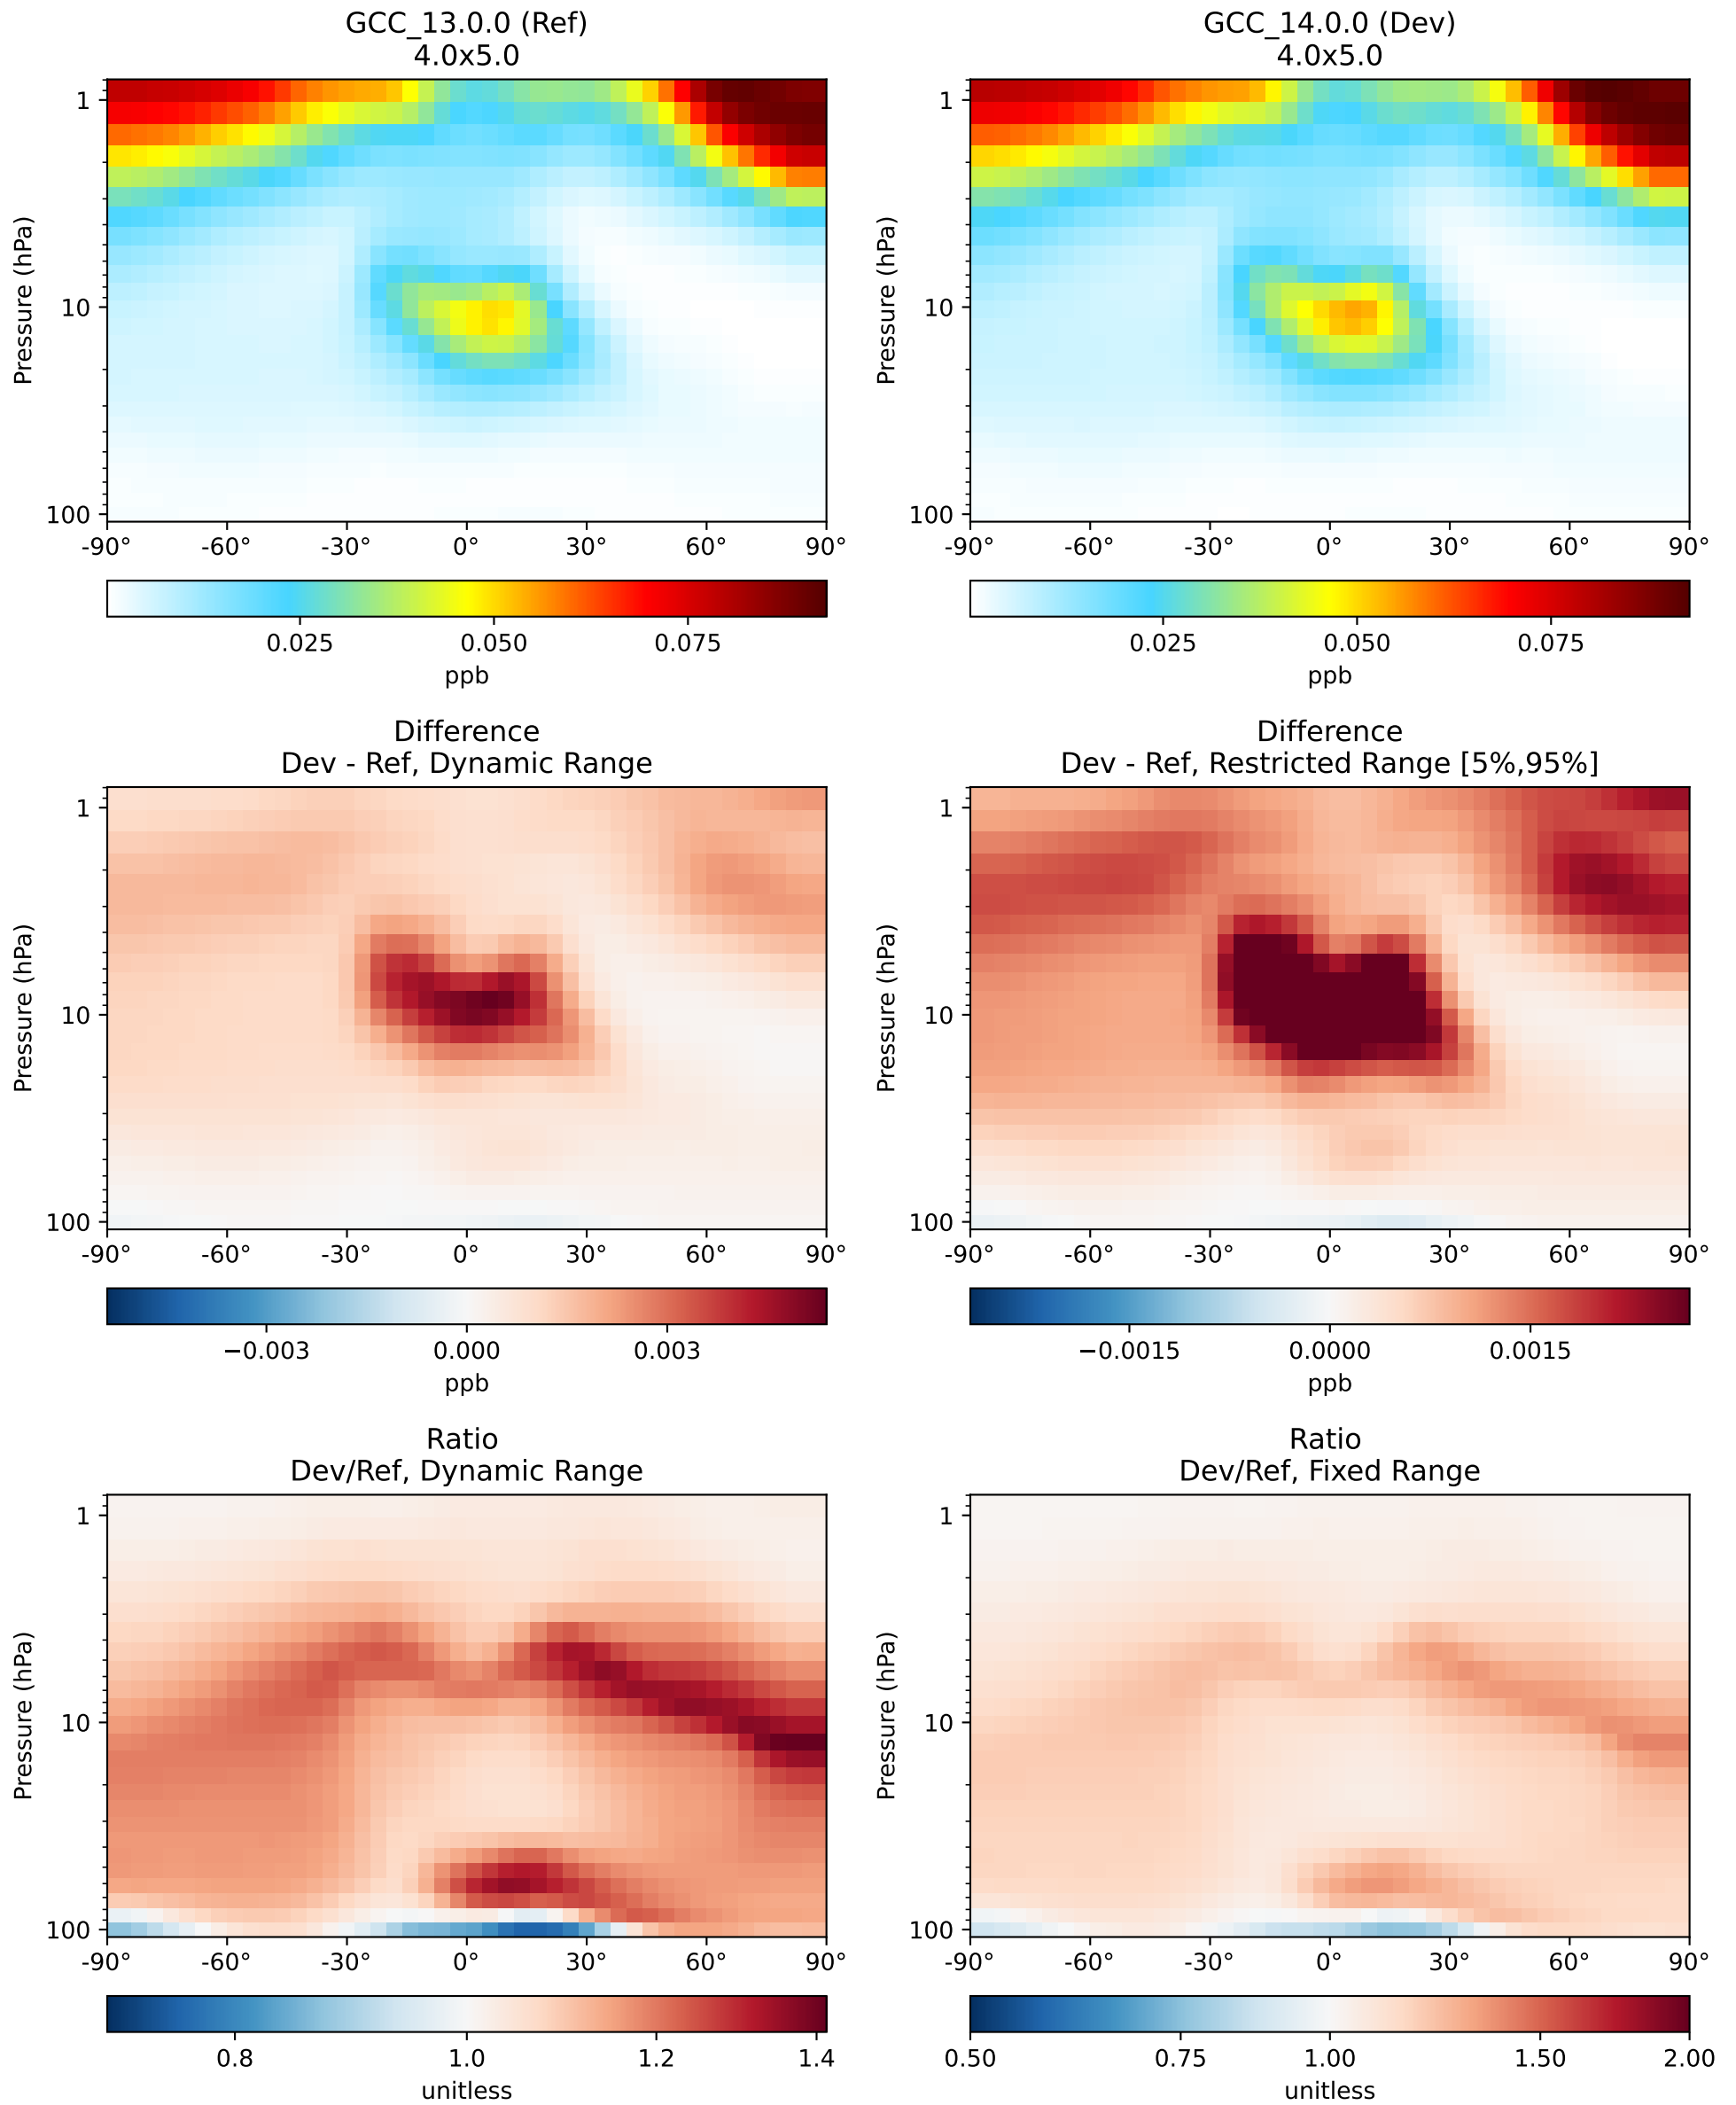 GCC_13.0.0 (Ref)
4.0x5.0
Pressure (hPa)
1
10
100
-90° -60° -30° 0° 30° 60° 90°
0.025 0.050 0.075
ppb
GCC_14.0.0 (Dev)
4.0x5.0
Pressure (hPa)
1
10
100
-90° -60° -30° 0° 30° 60° 90°
0.025 0.050 0.075
ppb
Difference
Dev - Ref, Dynamic Range
Pressure (hPa)
1
10
100
-90° -60° -30° 0° 30° 60° 90°
−0.003 0.000 0.003
ppb
Difference
Dev - Ref, Restricted Range [5%,95%]
Pressure (hPa)
1
10
100
-90° -60° -30° 0° 30° 60° 90°
−0.0015 0.0000 0.0015
ppb
Ratio
Dev/Ref, Dynamic Range
Pressure (hPa)
1
10
100
-90° -60° -30° 0° 30° 60° 90°
0.8 1.0 1.2 1.4
unitless
Ratio
Dev/Ref, Fixed Range
Pressure (hPa)
1
10
100
-90° -60° -30° 0° 30° 60° 90°
0.50 0.75 1.00 1.50 2.00
unitless